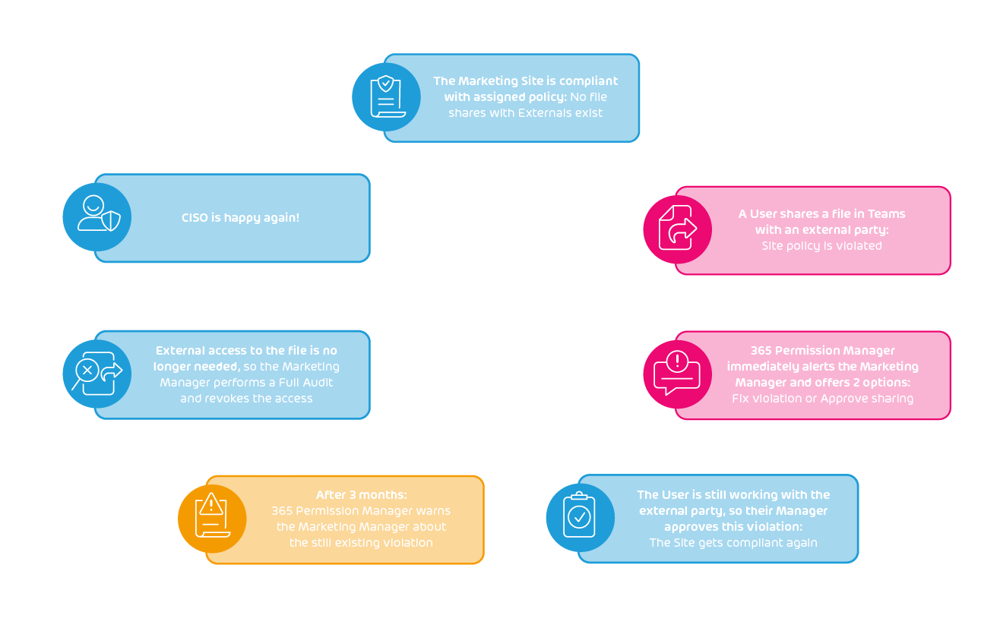 The Marketing Site is compliant
with assigned policy: No file
shares with Externals exist
A User shares a file in Teams
with an external party:
Site policy is violated
365 Permission Manager
immediately alerts the Marketing
Manager and offers 2 options:
Fix violation or Approve sharing
The User is still working with the
external party, so their Manager
approves this violation:
The Site gets compliant again
After 3 months:
365 Permission Manager warns
the Marketing Manager about
the still existing violation
External access to the file is no
longer needed, so the Marketing
Manager performs a Full Audit
and revokes the access
CISO is happy again!